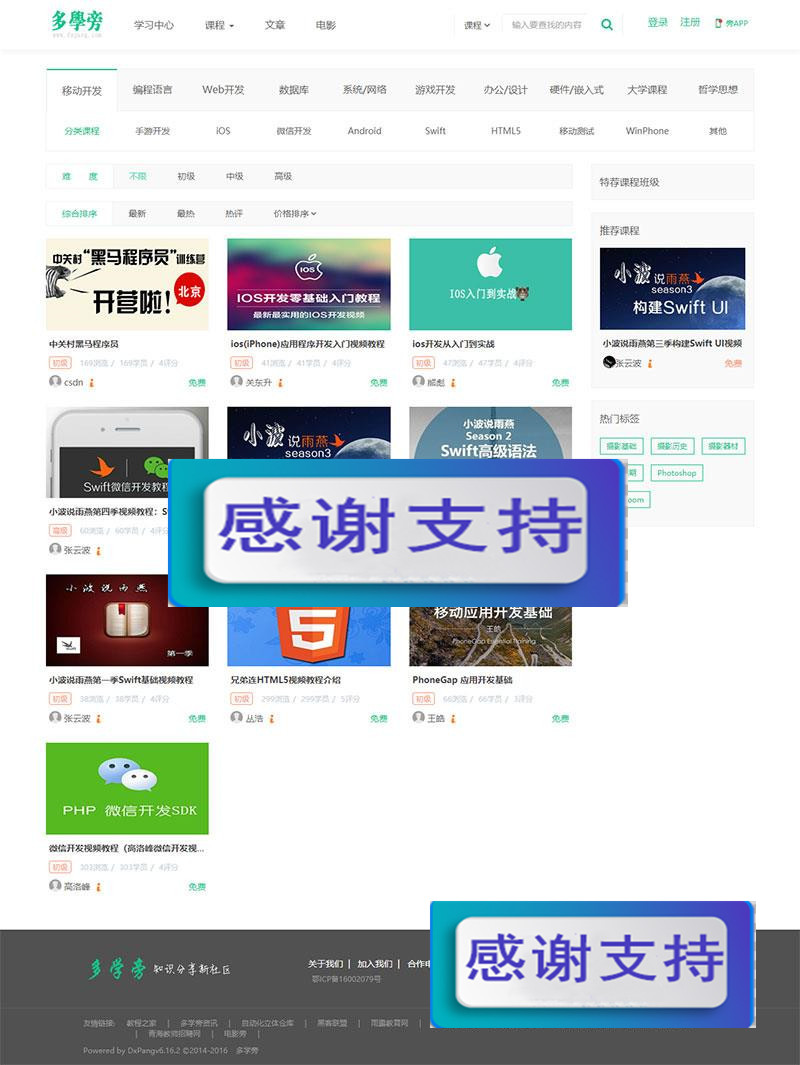 多學旁
www.dxpang.com
学习中心 课程 文章 电影
课程 输入要查找的内容
登录 注册 旁APP
移动开发 编程语言 Web开发 数据库 系统/网络 游戏开发 办公/设计 硬件/嵌入式 大学课程 哲学思想
分类课程 手游开发 iOS 微信开发 Android Swift HTML5 移动测试 WinPhone 其他
难 度 不限 初级 中级 高级
综合排序 最新 最热 热评 价格排序
特荐课程班级
推荐课程
小波说雨燕
season3
构建Swift UI
小波说雨燕第三季构建Swift UI视频
张云波 免费
热门标签
摄影基础 摄影历史 摄影器材
期 Photoshop
oom
中关村"黑马程序员"训练营
开营啦!
北京
中关村黑马程序员
初级 169浏览 / 169学员 / 4评分
csdn 免费
IOS
IOS开发零基础入门教程
最新最实用的IOS开发视频
ios(iPhone)应用程序开发入门视频教程
初级 41浏览 / 41学员 / 4评分
关东升 免费
IOS入门到实战
ios开发从入门到实战
初级 47浏览 / 47学员 / 4评分
彪 免费
Swift微信开发教程
小波说雨燕第四季视频教程：S
高级 60浏览 / 60学员 / 4评分
张云波
小波说雨燕
season3
小波说雨燕
Season 2
Swift高级语法
感谢支持
小波说雨燕
第一季
小波说雨燕第一季Swift基础视频教程
初级 38浏览 / 38学员 / 4评分
张云波 免费
5
兄弟连HTML5视频教程介绍
初级 299浏览 / 299学员 / 5评分
丛浩 免费
移动应用开发基础
王皓
PhoneGap Essential Training
PhoneGap 应用开发基础
初级 66浏览 / 66学员 / 3评分
王皓 免费
PHP 微信开发SDK
微信开发视频教程（高洛峰微信开发视...
初级 303浏览 / 303学员 / 4评分
高洛峰 免费
感谢支持
多学旁 知识分享新社区
关于我们 | 加入我们 | 合作
鄂ICP备16002079号
友情链接: 教程之家 | 多学旁资讯 | 自动化立体仓库 | 黑客联盟 | 雨露教育网 |
| 青海教师招聘网 | 电影旁 |
Powered by DxPangv6.16.2 ©2014-2016 多学旁